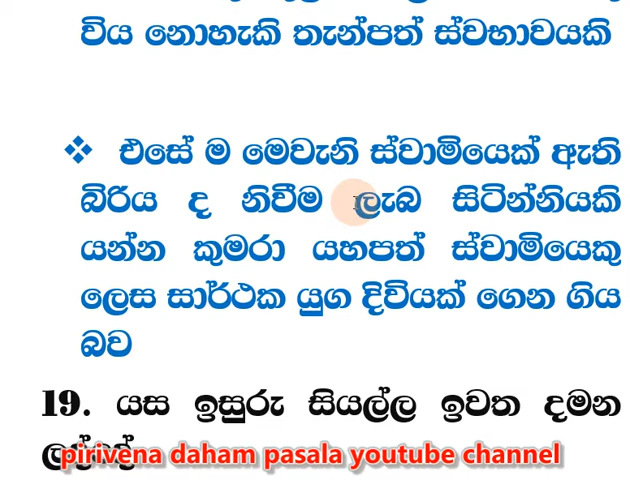 විය නොහැකි තැන්පත් ස්වභාවයකි
❖ එසේ ම මෙවැනි ස්වාමියෙක් ඇති
බිරිය ද නිවීම ලැබ සිටින්නියකි
යන්න කුමරා යහපත් ස්වාමියෙකු
ලෙස සාර්ථක යුග දිවියක් ගෙන ගිය
බව
19. යස ඉසුරු සියල්ල ඉවත දමන
pirivena daham pasala youtube channel